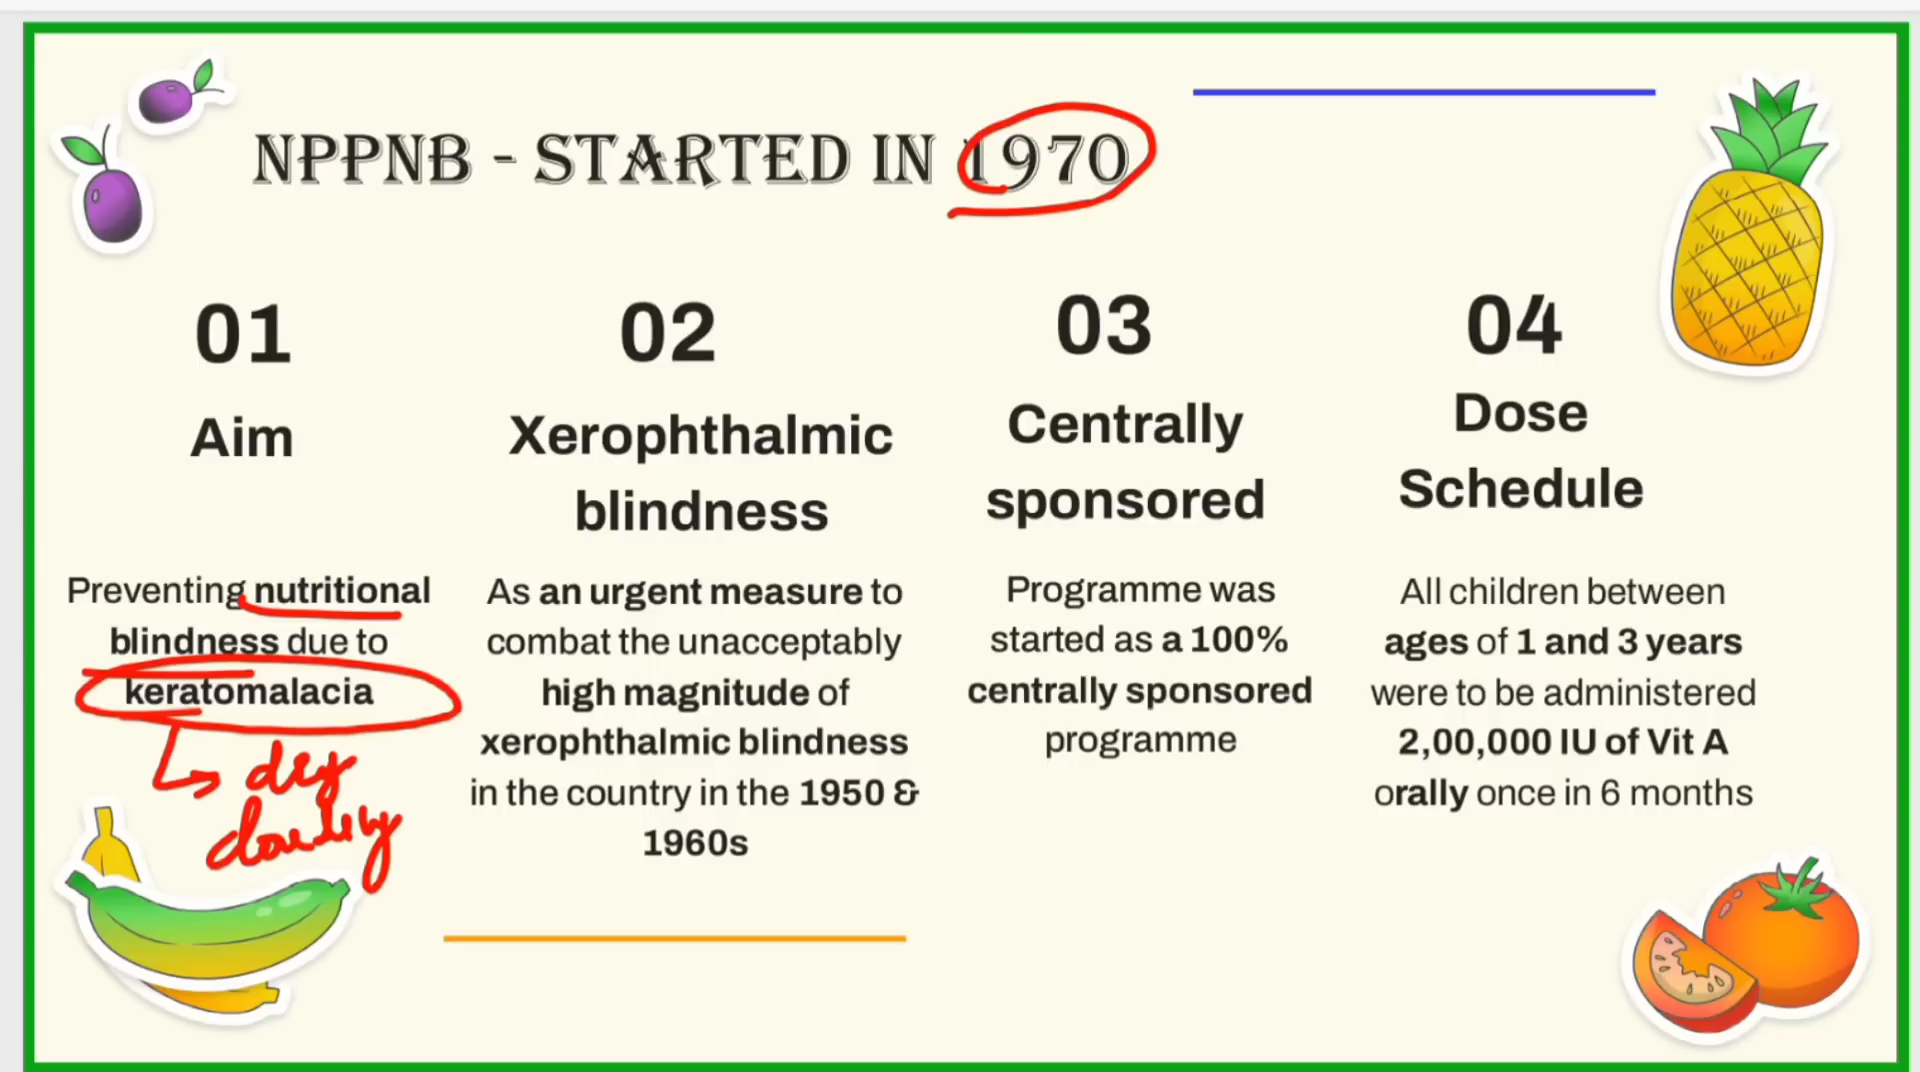 NPPNB - STARTED IN 1970
01
Aim
Preventing nutritional
blindness due to
keratomalacia
dry
cloudy
02
Xerophthalmic
blindness
As an urgent measure to
combat the unacceptably
high magnitude of
xerophthalmic blindness
in the country in the 1950 &
1960s
03
Centrally
sponsored
Programme was
started as a 100%
centrally sponsored
programme
04
Dose
Schedule
All children between
ages of 1 and 3 years
were to be administered
2,00,000 IU of Vit A
orally once in 6 months